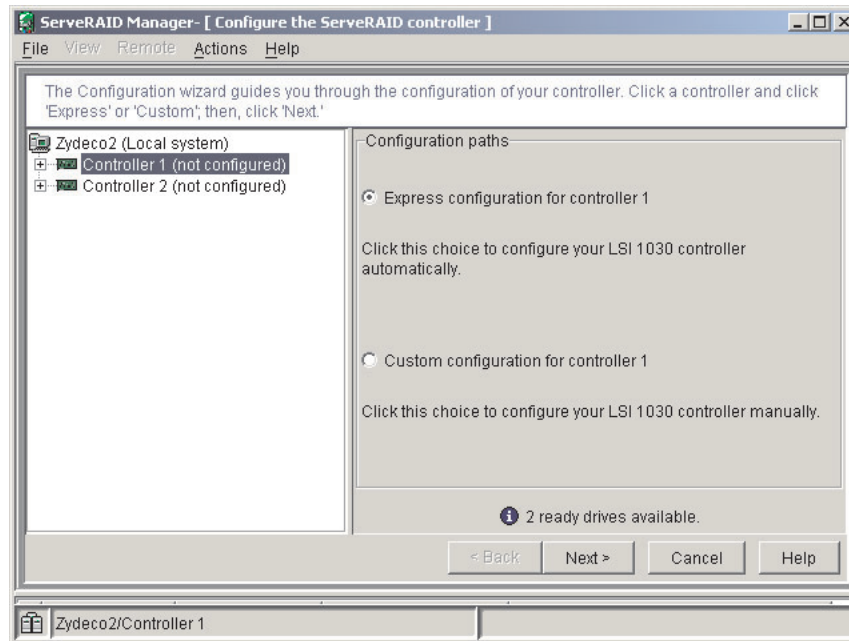 ServeRAID Manager- [ Configure the ServeRAID controller ]
File View Remote Actions Help
The Configuration wizard guides you through the configuration of your controller. Click a controller and click
'Express' or 'Custom'; then, click 'Next.'
Zydeco2 (Local system)
Controller 1 (not configured)
Controller 2 (not configured)
Configuration paths
Express configuration for controller 1
Click this choice to configure your LSI 1030 controller
automatically.
Custom configuration for controller 1
Click this choice to configure your LSI 1030 controller manually.
2 ready drives available.
< Back Next > Cancel Help
Zydeco2/Controller 1